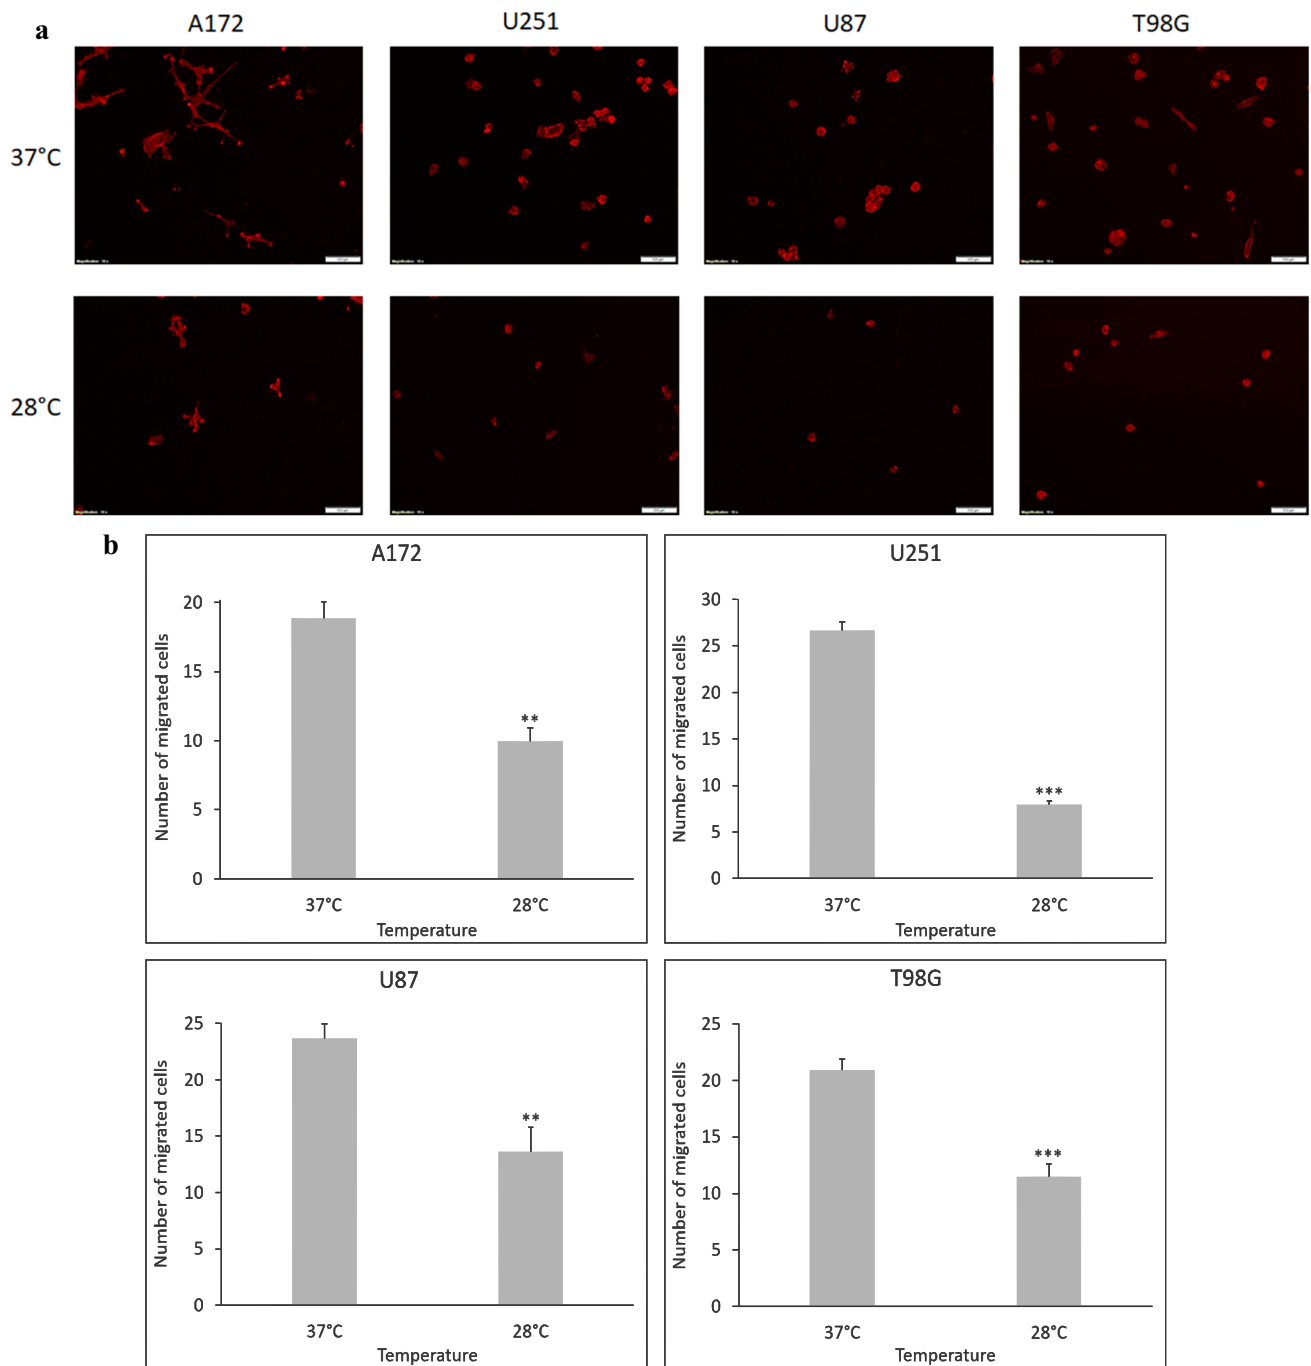 a
A172
U251
U87
T98G
37°C
28°C
b
A172
20
15
10
5
0
Number of migrated cells
**
37°C
28°C
Temperature
U251
30
25
20
15
10
5
0
Number of migrated cells
***
37°C
28°C
Temperature
U87
25
20
15
10
5
0
Number of migrated cells
**
37°C
28°C
Temperature
T98G
25
20
15
10
5
0
Number of migrated cells
***
37°C
28°C
Temperature